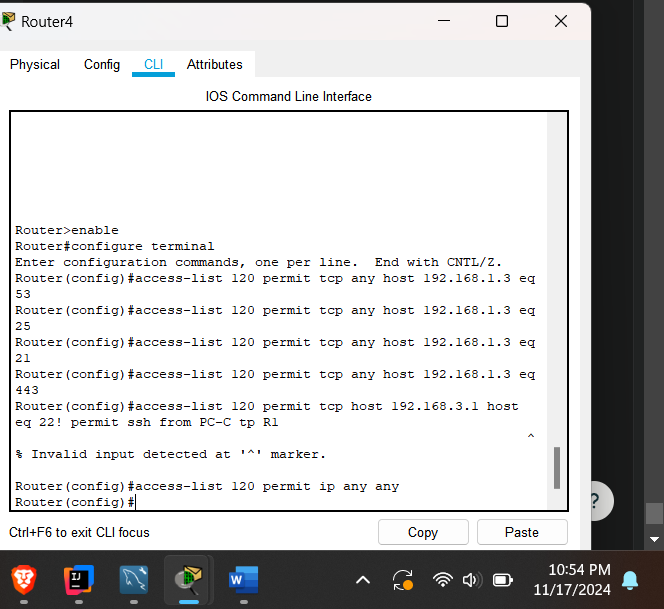 Router4
Physical Config CLI Attributes
IOS Command Line Interface
Router>enable
Router#configure terminal
Enter configuration commands, one per line.  End with CNTL/Z.
Router(config)#access-list 120 permit tcp any host 192.168.1.3 eq
53
Router(config)#access-list 120 permit tcp any host 192.168.1.3 eq
25
Router(config)#access-list 120 permit tcp any host 192.168.1.3 eq
21
Router(config)#access-list 120 permit tcp any host 192.168.1.3 eq
443
Router(config)#access-list 120 permit tcp host 192.168.3.1 host
eq 22! permit ssh from PC-C tp R1
^
% Invalid input detected at '^' marker.
Router(config)#access-list 120 permit ip any any
Router(config)#
Ctrl+F6 to exit CLI focus
Copy Paste
?
IJ W
10:54 PM
11/17/2024